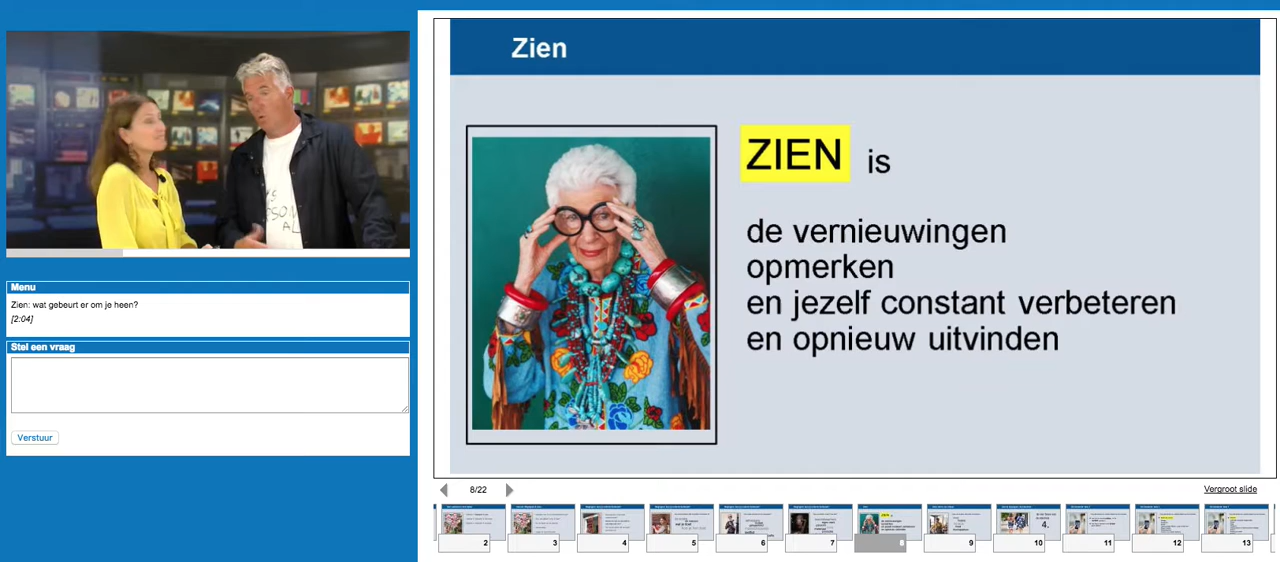 Menu
Zien: wat gebeurt er om je heen?
[2:04]
Stel een vraag
Verstuur
Zien
ZIEN is
de vernieuwingen
opmerken
en jezelf constant verbeteren
en opnieuw uitvinden
8/22
Vergroot slide
2
3
4
5
6
7
8
9
10
11
12
13